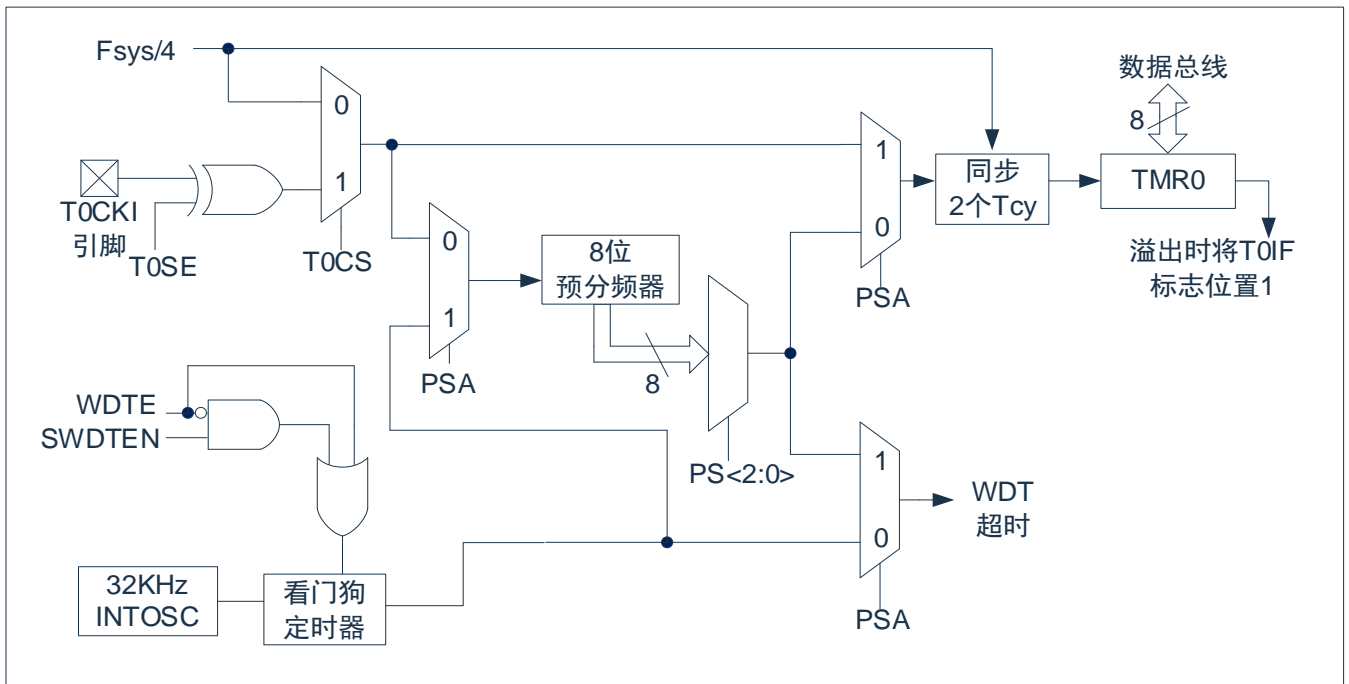 Fsys/4
数据总线
0
8
1
1
同步
2个Tcy
TMR0
T0CKI
引脚
T0SE
T0CS
0
8位
预分频器
0
PSA
溢出时将T0IF
标志位置1
1
PSA
8
WDTE
SWDTEN
PS<2:0>
1
WDT
超时
0
32KHz
INTOSC
看门狗
定时器
PSA